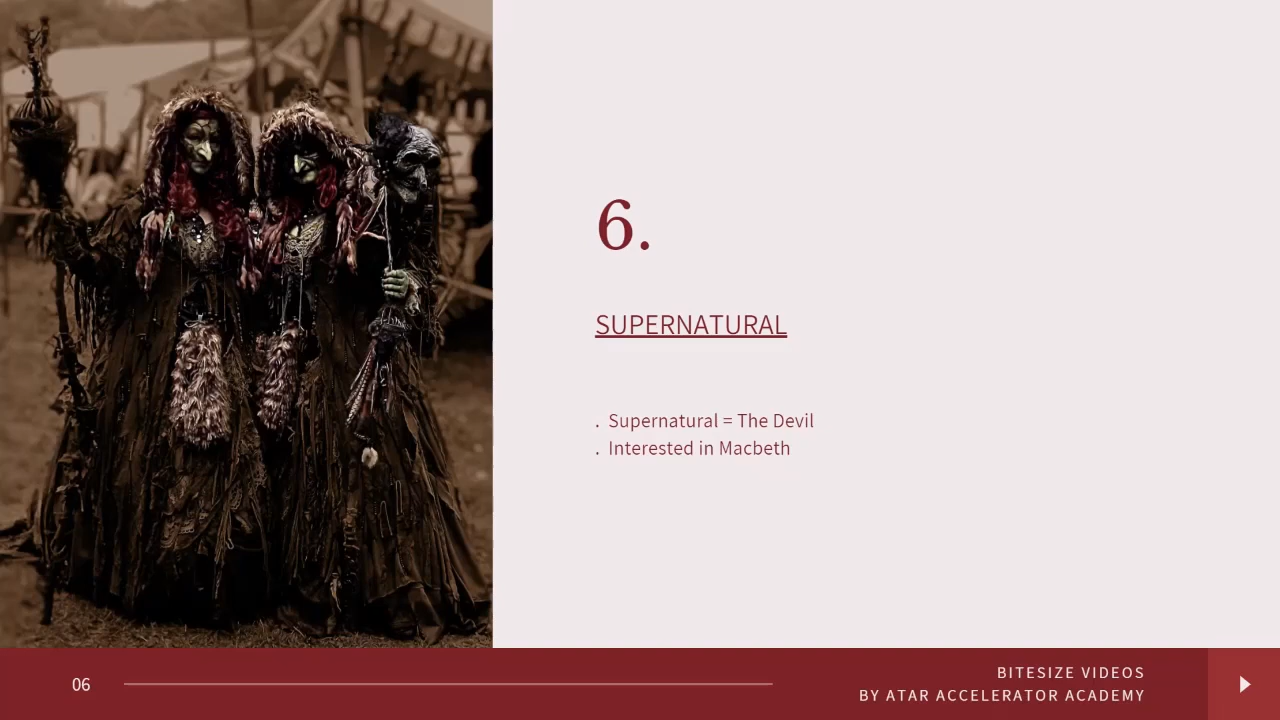 6.
SUPERNATURAL
. Supernatural = The Devil
. Interested in Macbeth
06
BITESIZE VIDEOS
BY ATAR ACCELERATOR ACADEMY